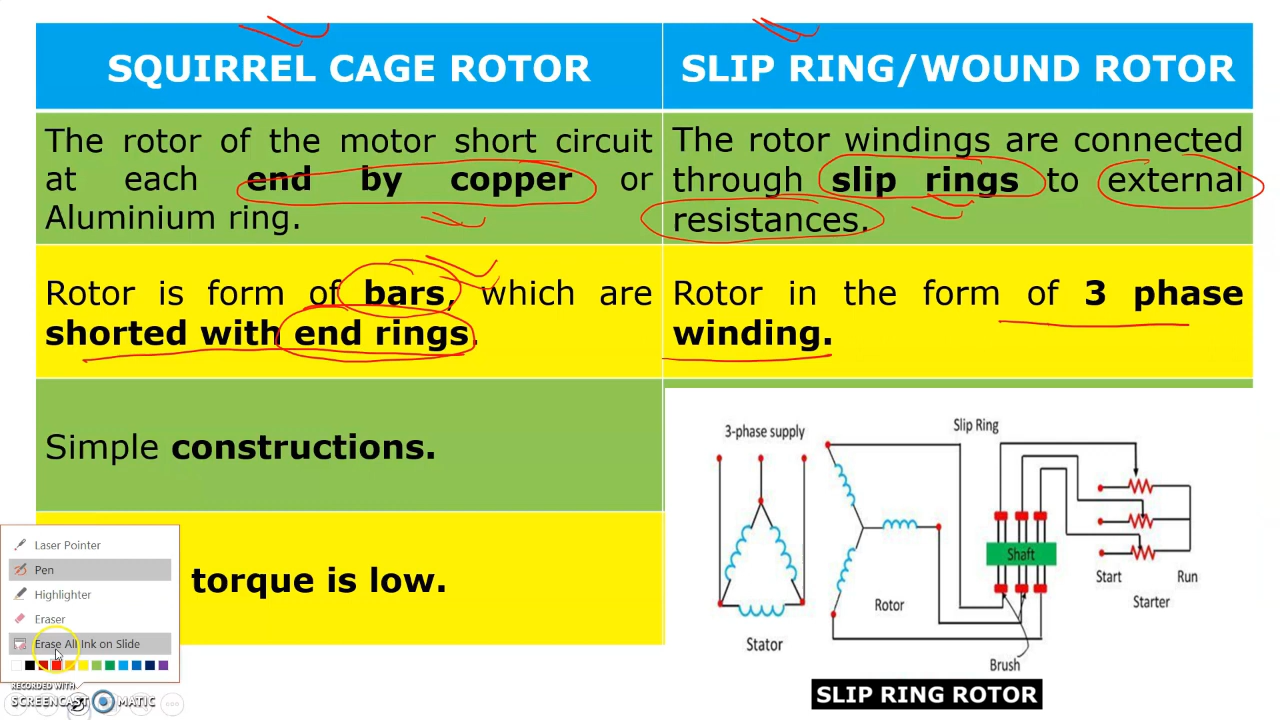 SQUIRREL CAGE ROTOR
SLIP RING/WOUND ROTOR
The rotor of the motor short circuit
at each end by copper or
Aluminium ring.
The rotor windings are connected
through slip rings to external
resistances.
Rotor is form of bars, which are
shorted with end rings.
Rotor in the form of 3 phase
winding.
Simple constructions.
torque is low.
3-phase supply
Slip Ring
Shaft
Start
Run
Starter
Rotor
Stator
Brush
SLIP RING ROTOR
Laser Pointer
Pen
Highlighter
Eraser
Erase All Ink on Slide
RECORDED WITH
SCREENCAST MATIC